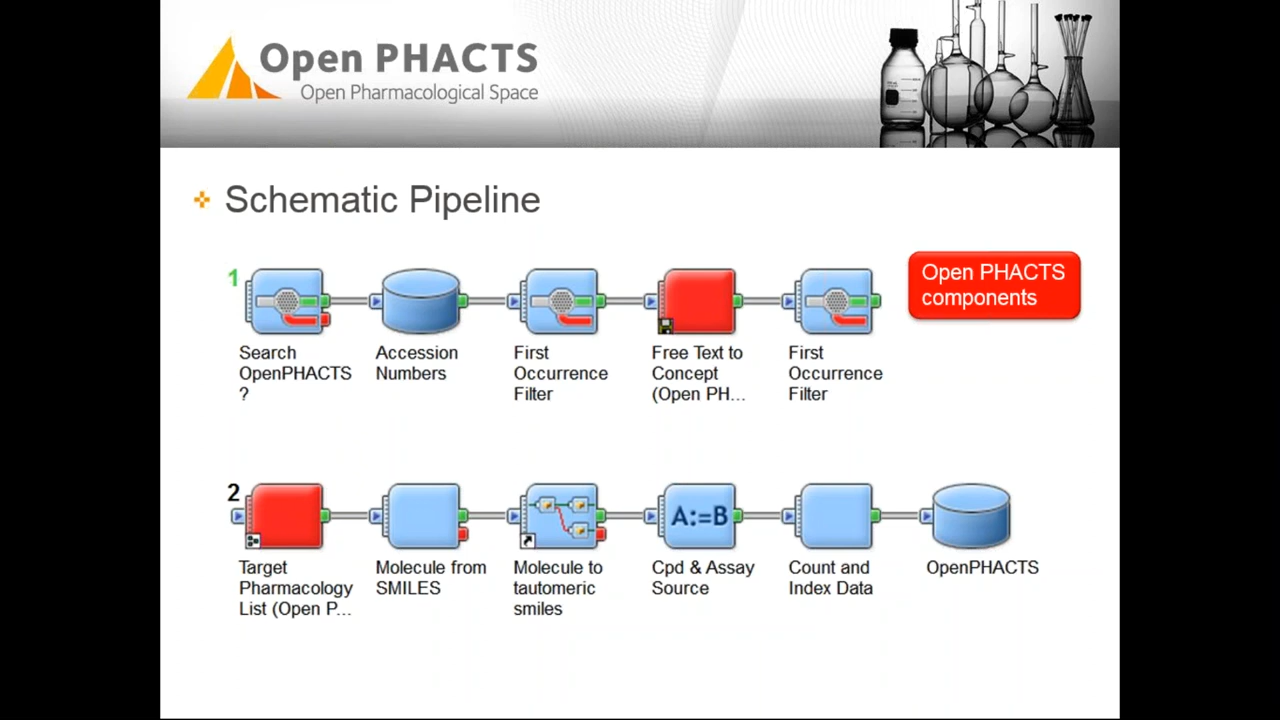 Open PHACTS
Open Pharmacological Space
Schematic Pipeline
1
Search
OpenPHACTS
?
Accession
Numbers
First
Occurrence
Filter
Free Text to
Concept
(Open PH...
First
Occurrence
Filter
Open PHACTS
components
2
Target
Pharmacology
List (Open P...
Molecule from
SMILES
Molecule to
tautomeric
smiles
A:=B
Cpd & Assay
Source
Count and
Index Data
OpenPHACTS